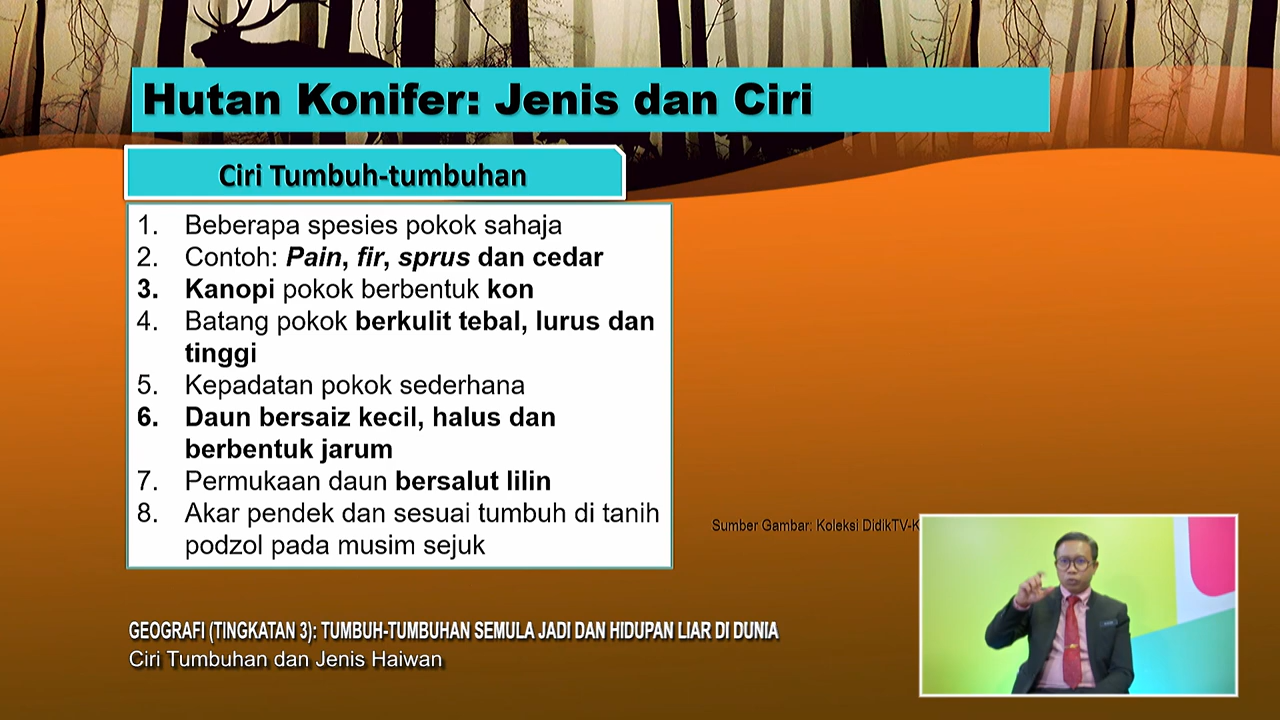 Hutan Konifer: Jenis dan Ciri
Ciri Tumbuh-tumbuhan
1. Beberapa spesies pokok sahaja
2. Contoh: Pain, fir, sprus dan cedar
3. Kanopi pokok berbentuk kon
4. Batang pokok berkulit tebal, lurus dan
tinggi
5. Kepadatan pokok sederhana
6. Daun bersaiz kecil, halus dan
berbentuk jarum
7. Permukaan daun bersalut lilin
8. Akar pendek dan sesuai tumbuh di tanih
podzol pada musim sejuk
Sumber Gambar: Koleksi DidikTV-K
GEOGRAFI (TINGKATAN 3): TUMBUH-TUMBUHAN SEMULA JADI DAN HIDUPAN LIAR DI DUNIA
Ciri Tumbuhan dan Jenis Haiwan